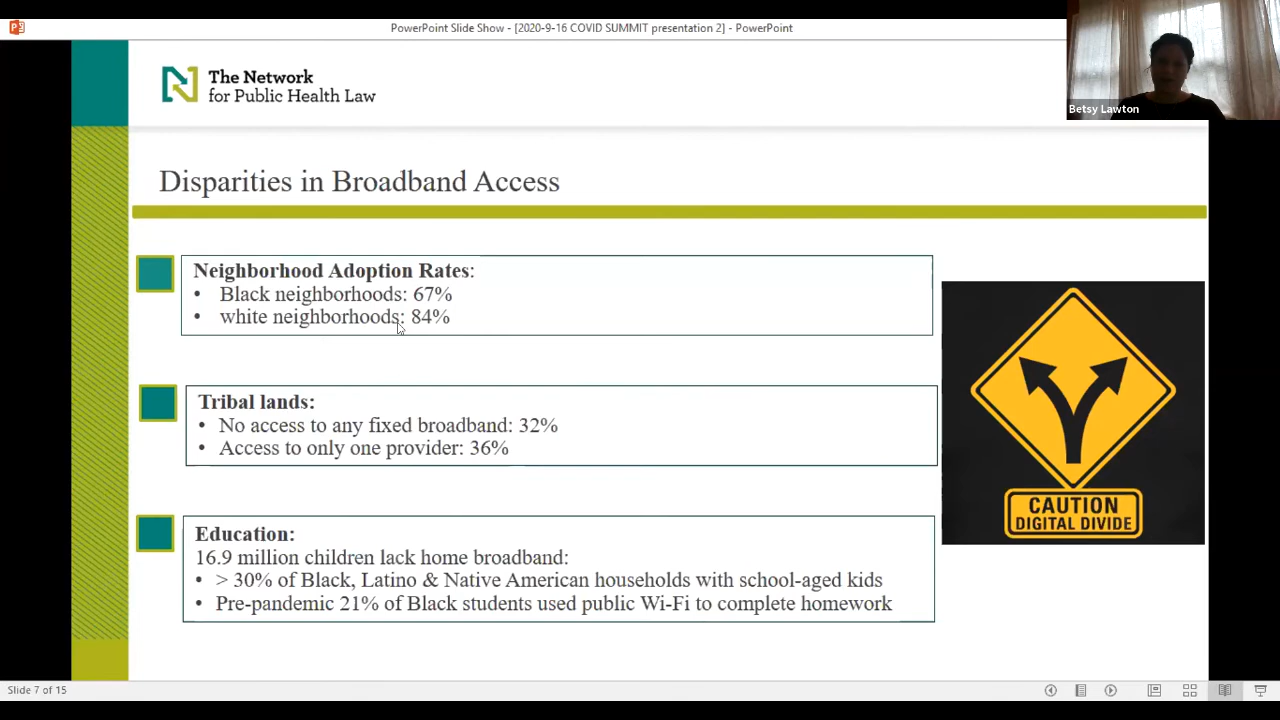 PowerPoint Slide Show - [2020-9-16 COVID SUMMIT presentation 2] - PowerPoint
Betsy Lawton
The Network
for Public Health Law
Disparities in Broadband Access
Neighborhood Adoption Rates:
• Black neighborhoods: 67%
• white neighborhoods: 84%
Tribal lands:
• No access to any fixed broadband: 32%
• Access to only one provider: 36%
CAUTION
DIGITAL DIVIDE
Education:
16.9 million children lack home broadband:
• > 30% of Black, Latino & Native American households with school-aged kids
• Pre-pandemic 21% of Black students used public Wi-Fi to complete homework
Slide 7 of 15